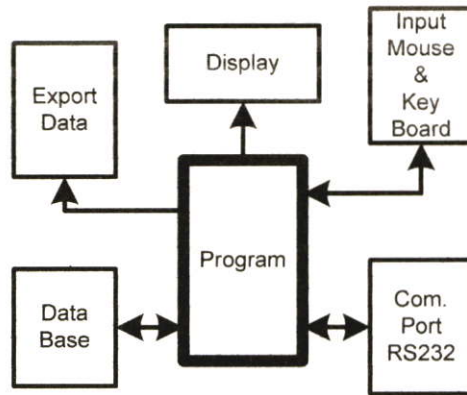 Export
Data
Display
Input
Mouse
&
Key
Board
Program
Data
Base
Com.
Port
RS232